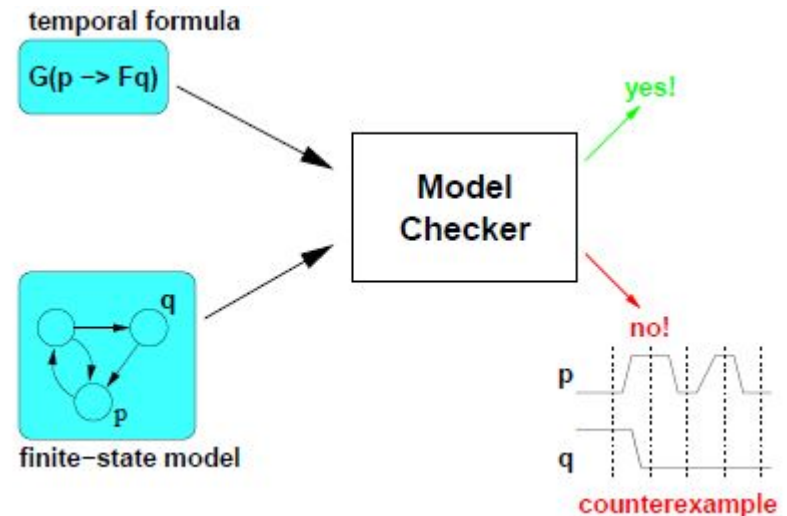 temporal formula
G(p −> Fq)
yes!
Model
Checker
q
p
finite−state model
no!
p
q
counterexample